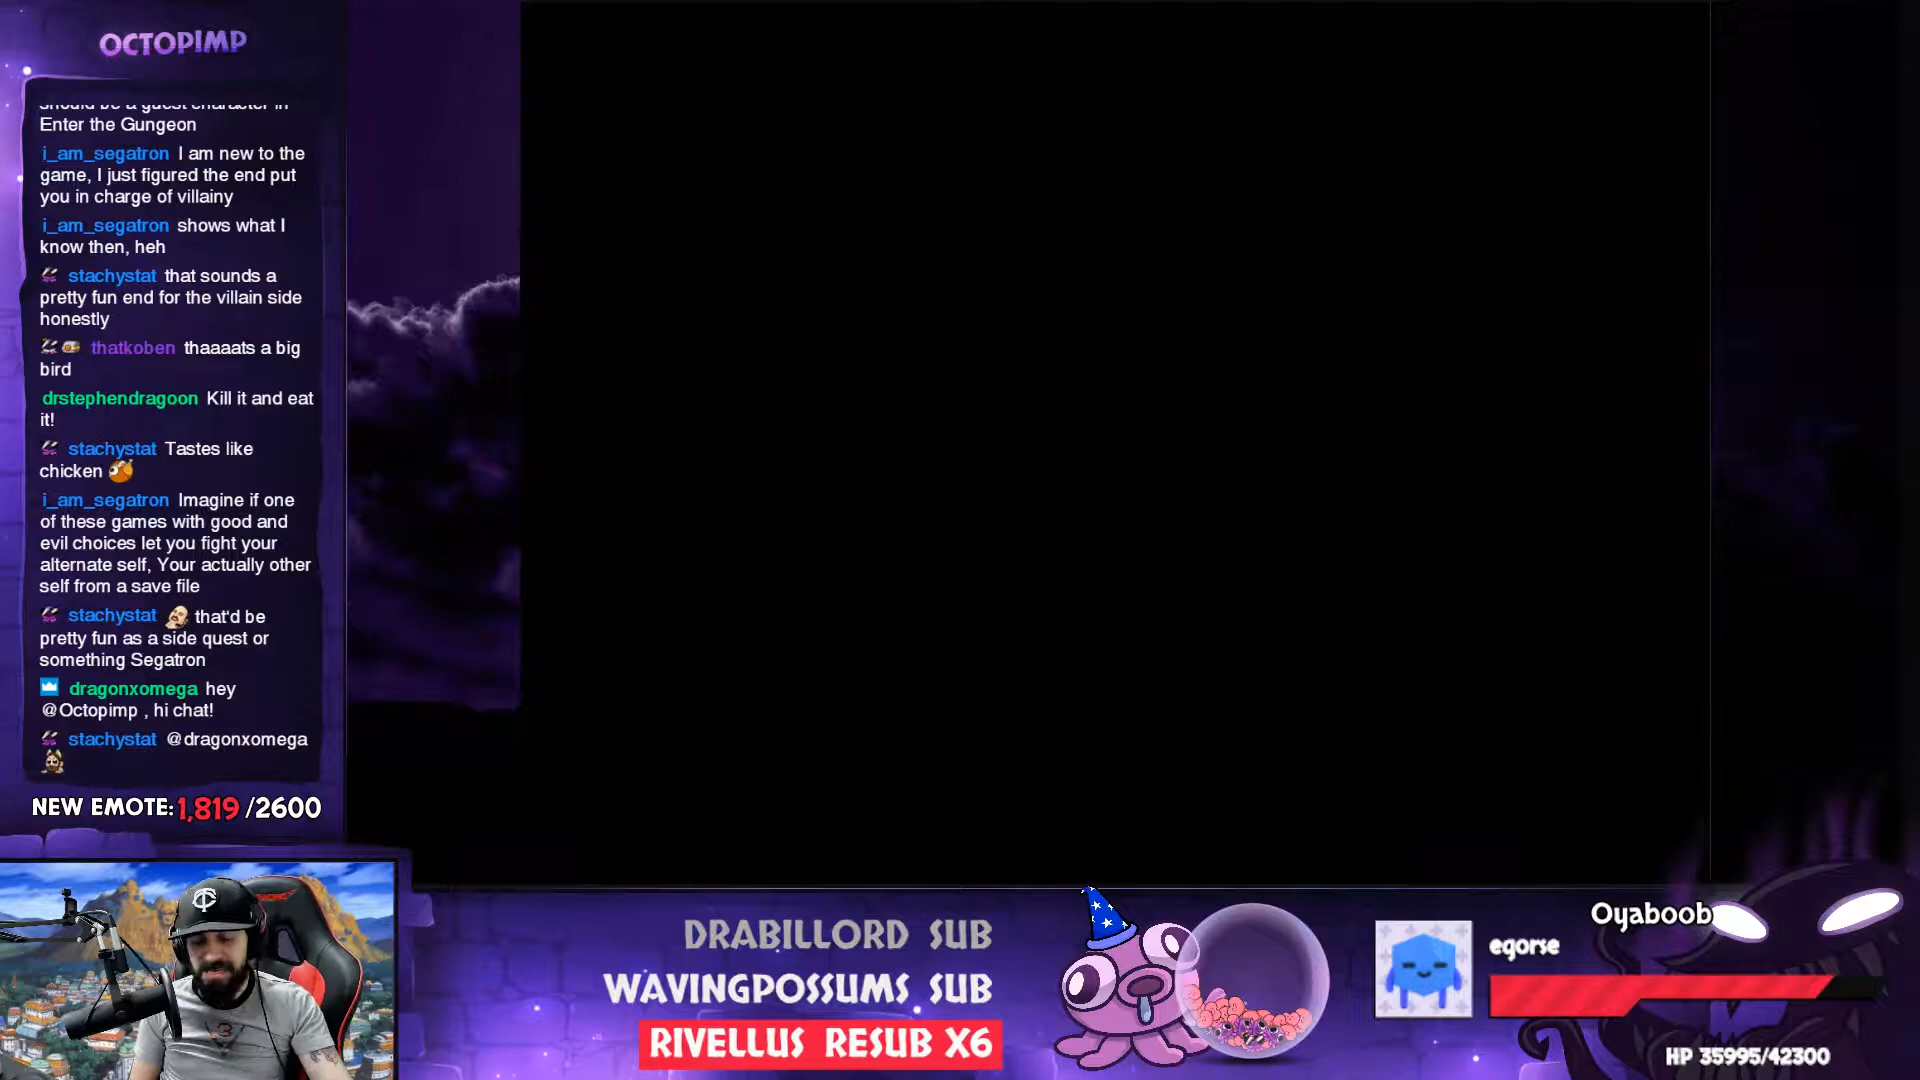 OCTOPIMP
should be a guest character in
Enter the Gungeon
i_am_segatron I am new to the
game, I just figured the end put
you in charge of villainy
i_am_segatron shows what I
know then, heh
stachystat that sounds a
pretty fun end for the villain side
honestly
thatkoben thaaaats a big
bird
drstephendragoon Kill it and eat
it!
stachystat Tastes like
chicken
i_am_segatron Imagine if one
of these games with good and
evil choices let you fight your
alternate self, Your actually other
self from a save file
stachystat that'd be
pretty fun as a side quest or
something Segatron
dragonxomega hey
@Octopimp , hi chat!
stachystat @dragonxomega
NEW EMOTE: 1,819 /2600
DRABILLORD SUB
WAVINGPOSSUMS SUB
RIVELLUS RESUB X6
Oyaboob
egorse
HP 35995/42300